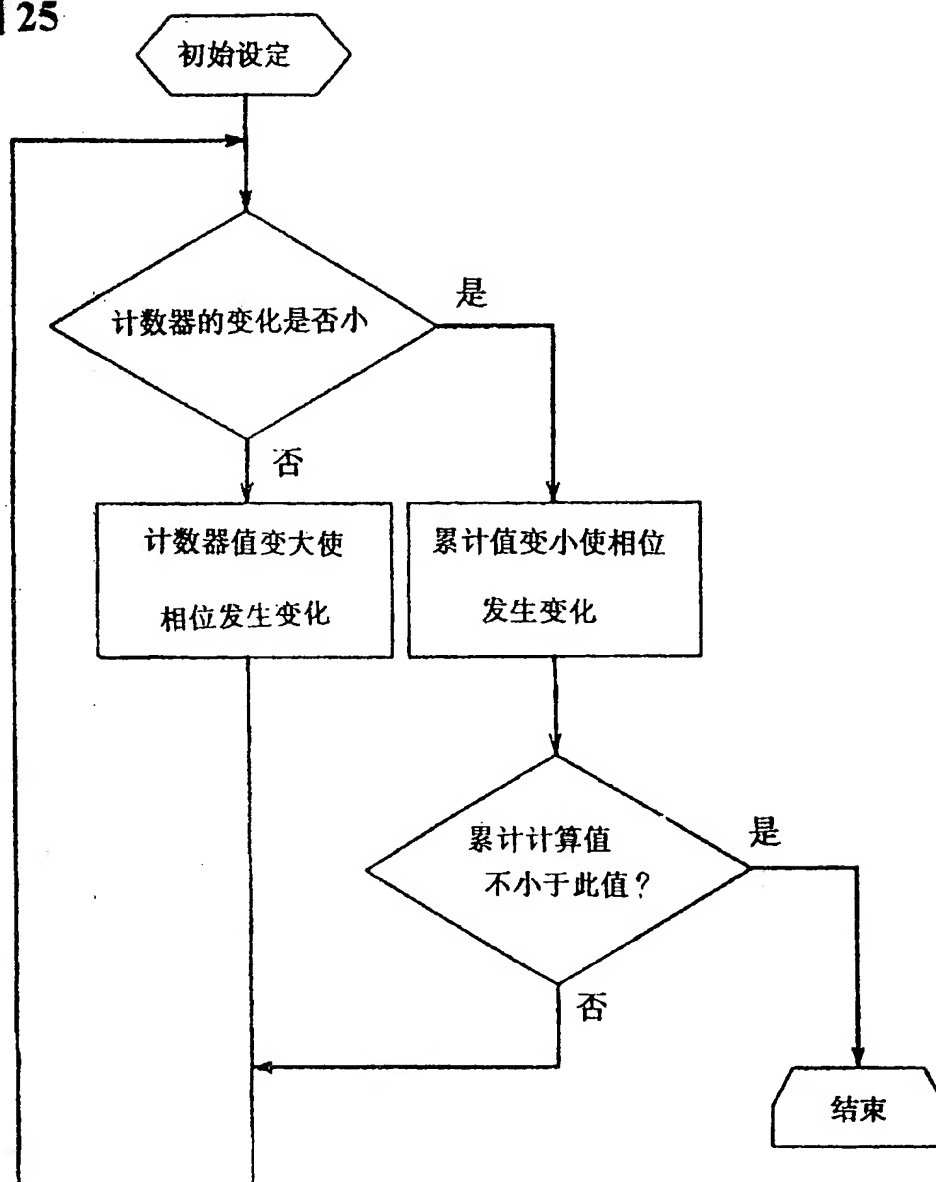 25
初始设定
计数器的变化是否小
是
否
计数器值变大使
相位发生变化
累计值变小使相位
发生变化
累计计算值
不小于此值?
是
否
结束